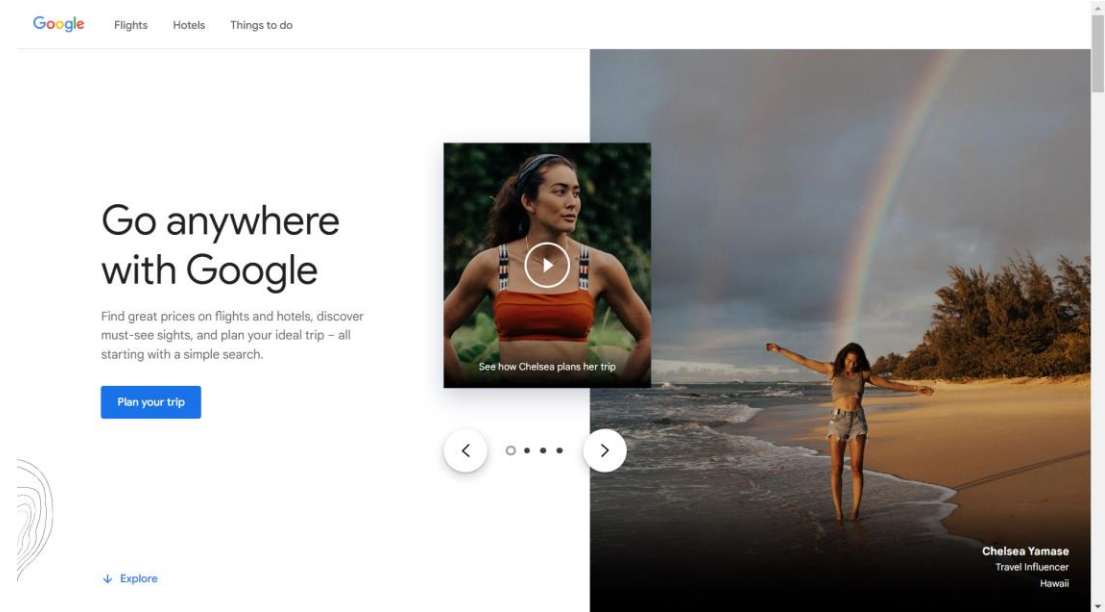 Google Flights Hotels Things to do
Go anywhere
with Google
Find great prices on flights and hotels, discover
must-see sights, and plan your ideal trip – all
starting with a simple search.
Plan your trip
Explore
See how Chelsea plans her trip
Chelsea Yamase
Travel Influencer
Hawaii